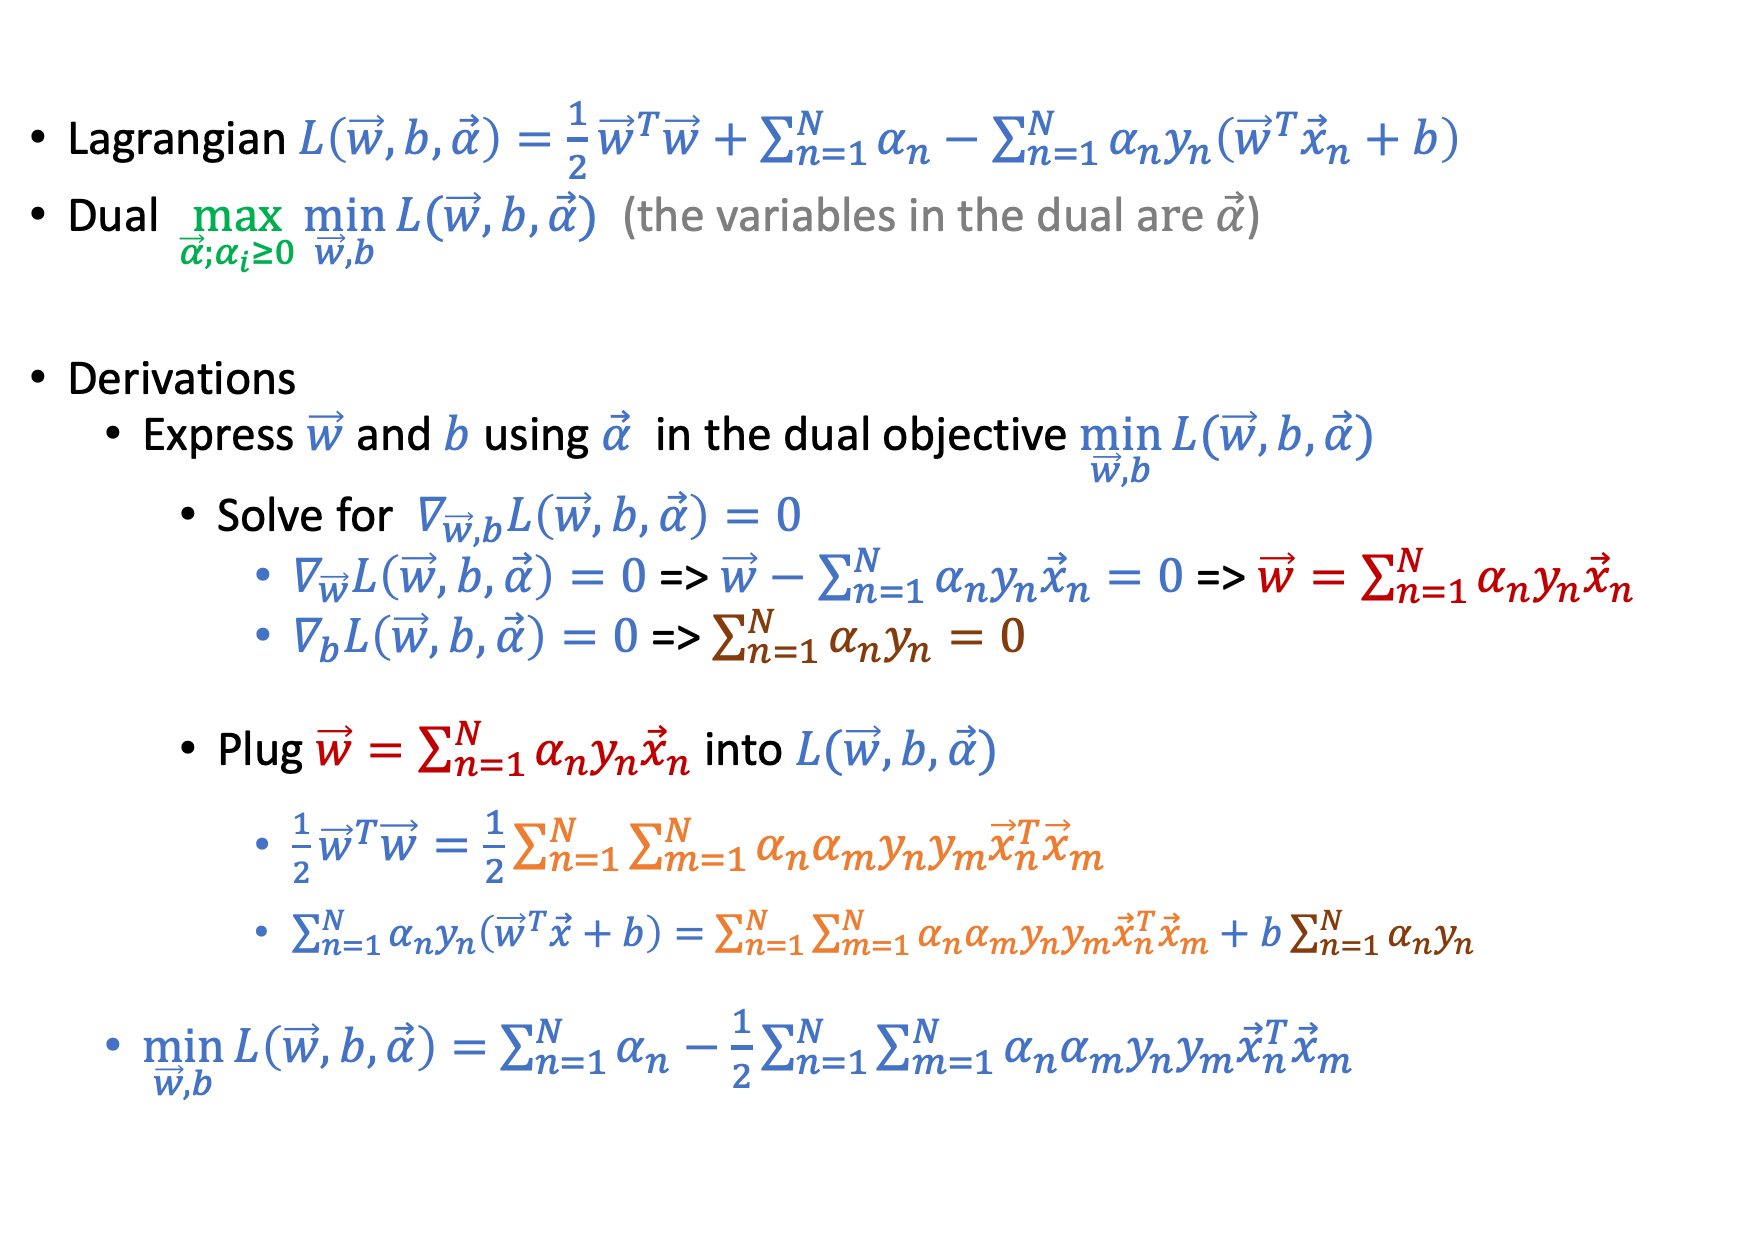 • Lagrangian L(w⃗, b, α⃗) = 1/2 w⃗ᵀw⃗ + ∑ₙ₌₁ᴺ αₙ − ∑ₙ₌₁ᴺ αₙyₙ(w⃗ᵀx⃗ₙ + b)
• Dual max_{α⃗;αᵢ≥0} min_{w⃗,b} L(w⃗, b, α⃗) (the variables in the dual are α⃗)
• Derivations
• Express w⃗ and b using α⃗ in the dual objective min_{w⃗,b} L(w⃗, b, α⃗)
• Solve for ∇_{w⃗,b}L(w⃗, b, α⃗) = 0
• ∇_{w⃗}L(w⃗, b, α⃗) = 0 => w⃗ − ∑ₙ₌₁ᴺ αₙyₙx⃗ₙ = 0 => w⃗ = ∑ₙ₌₁ᴺ αₙyₙx⃗ₙ
• ∇_b L(w⃗, b, α⃗) = 0 => ∑ₙ₌₁ᴺ αₙyₙ = 0
• Plug w⃗ = ∑ₙ₌₁ᴺ αₙyₙx⃗ₙ into L(w⃗, b, α⃗)
• 1/2 w⃗ᵀw⃗ = 1/2 ∑ₙ₌₁ᴺ ∑ₘ₌₁ᴺ αₙαₘyₙyₘx⃗ₙᵀx⃗ₘ
• ∑ₙ₌₁ᴺ αₙyₙ(w⃗ᵀx⃗ + b) = ∑ₙ₌₁ᴺ ∑ₘ₌₁ᴺ αₙαₘyₙyₘx⃗ₙᵀx⃗ₘ + b ∑ₙ₌₁ᴺ αₙyₙ
• min_{w⃗,b} L(w⃗, b, α⃗) = ∑ₙ₌₁ᴺ αₙ − 1/2 ∑ₙ₌₁ᴺ ∑ₘ₌₁ᴺ αₙαₘyₙyₘx⃗ₙᵀx⃗ₘ